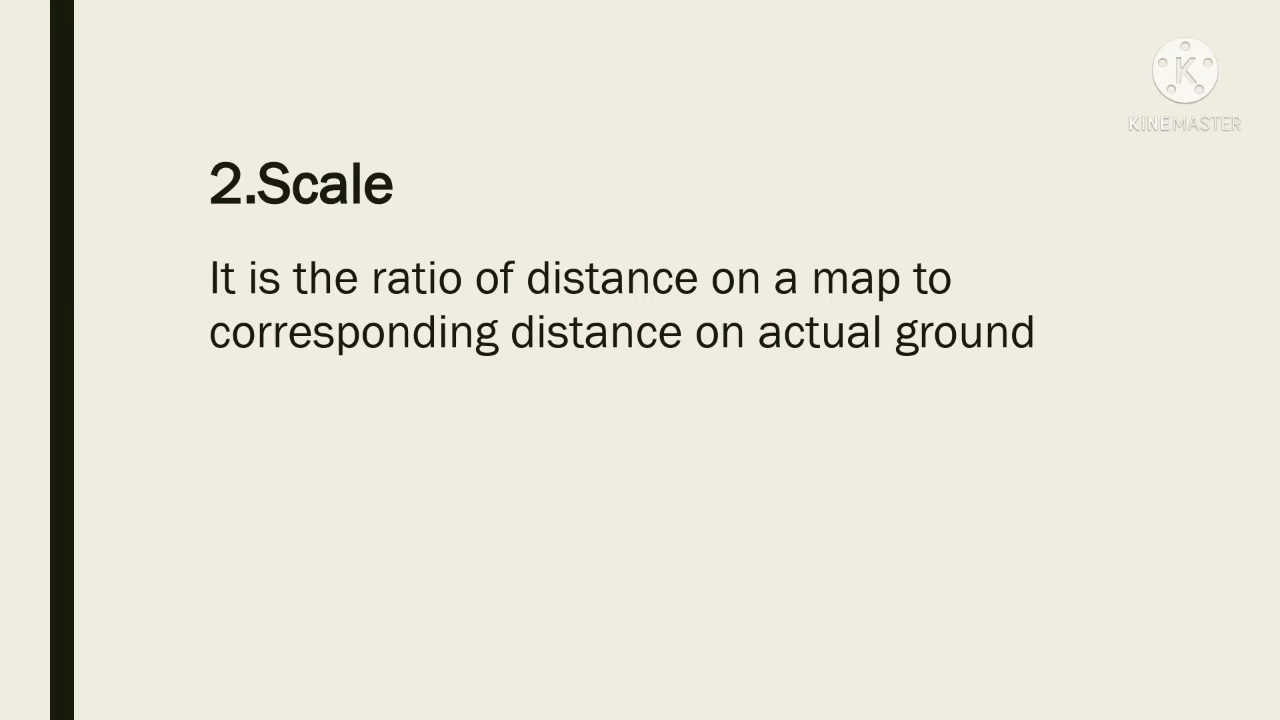 K
KINEMASTER
2.Scale
It is the ratio of distance on a map to
corresponding distance on actual ground